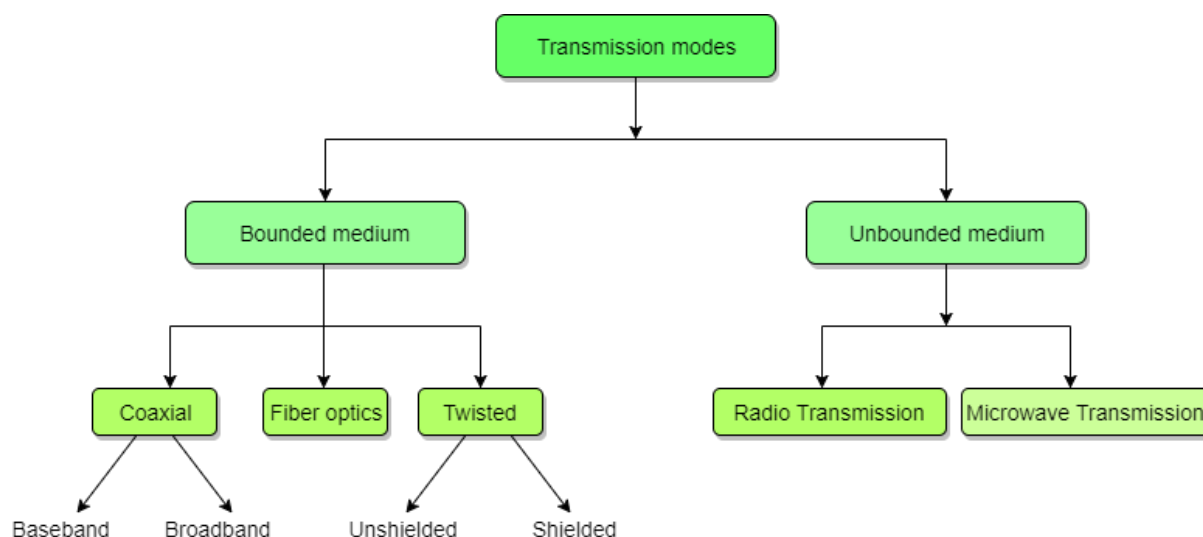 Transmission modes
Bounded medium
Unbounded medium
Coaxial
Fiber optics
Twisted
Radio Transmission
Microwave Transmission
Baseband
Broadband
Unshielded
Shielded